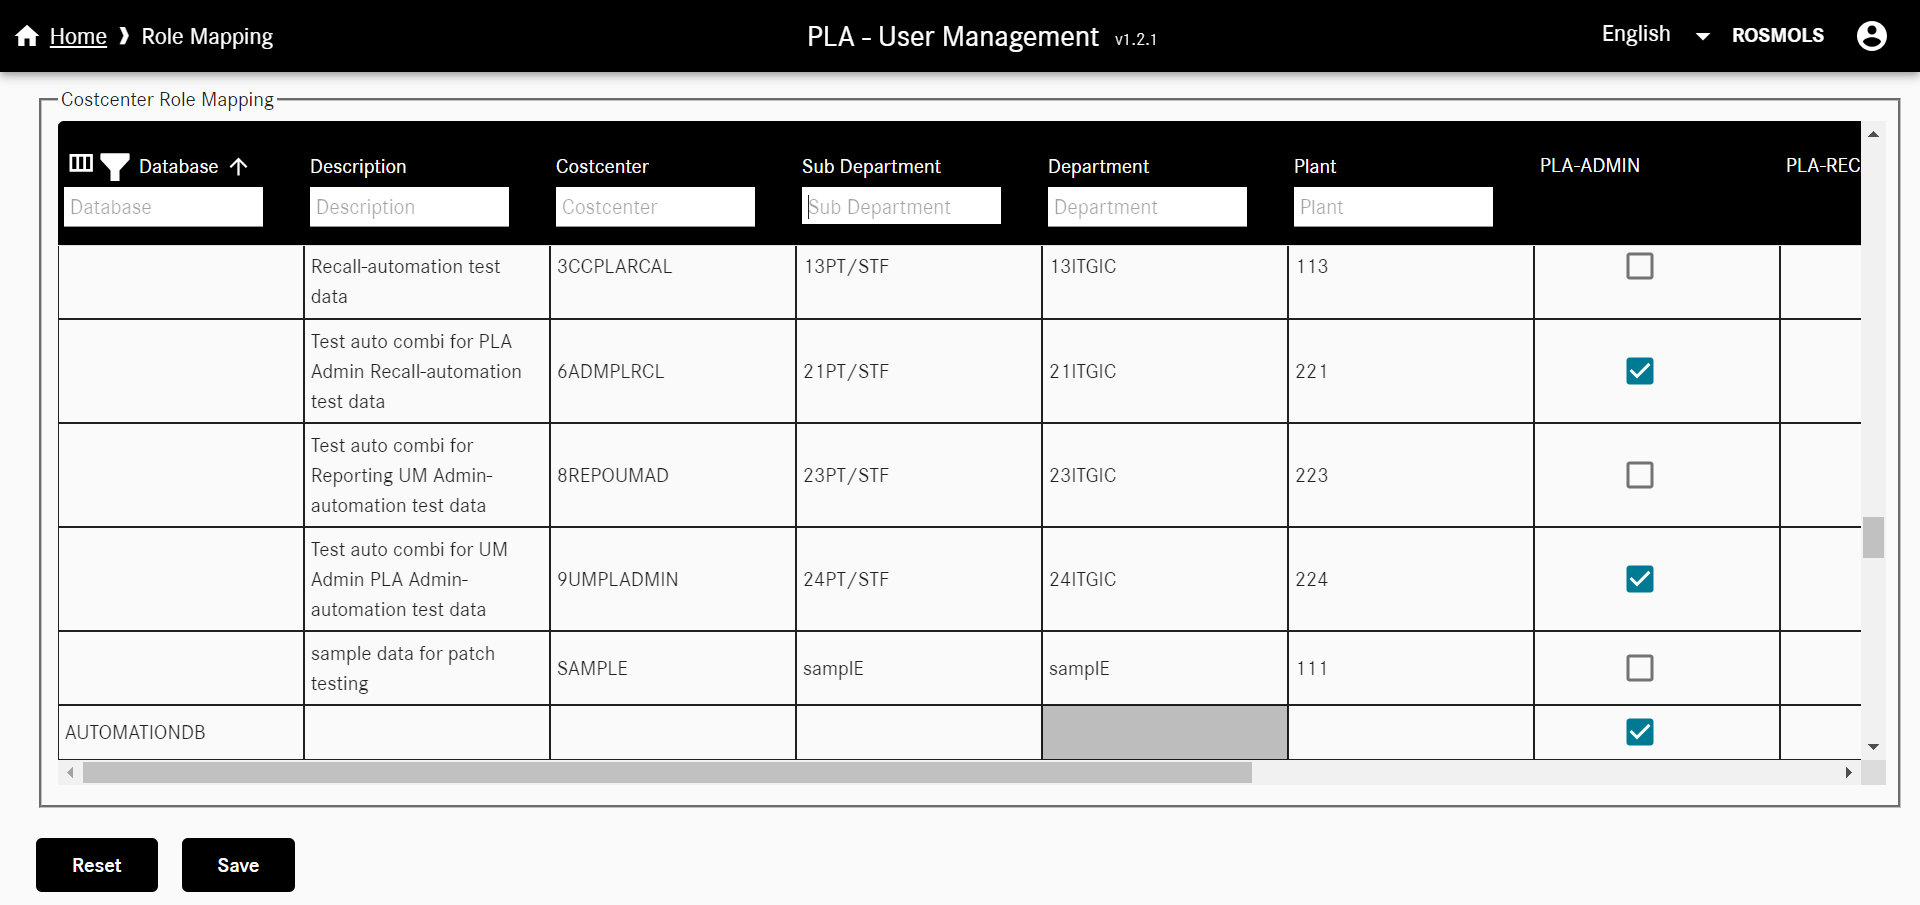 Home ❱ Role Mapping
PLA - User Management v1.2.1
English
ROSMOLS
Costcenter Role Mapping
Database Description Costcenter Sub Department Department Plant PLA-ADMIN PLA-REC
Database Description Costcenter Sub Department Department Plant
Recall-automation test
data
3CCPLARCAL 13PT/STF 13ITGIC 113
Test auto combi for PLA
Admin Recall-automation
test data
6ADMPLRCL 21PT/STF 21ITGIC 221
Test auto combi for
Reporting UM Admin-
automation test data
8REPOUMAD 23PT/STF 23ITGIC 223
Test auto combi for UM
Admin PLA Admin-
automation test data
9UMPLADMIN 24PT/STF 24ITGIC 224
sample data for patch
testing
SAMPLE samplE samplE 111
AUTOMATIONDB
Reset Save